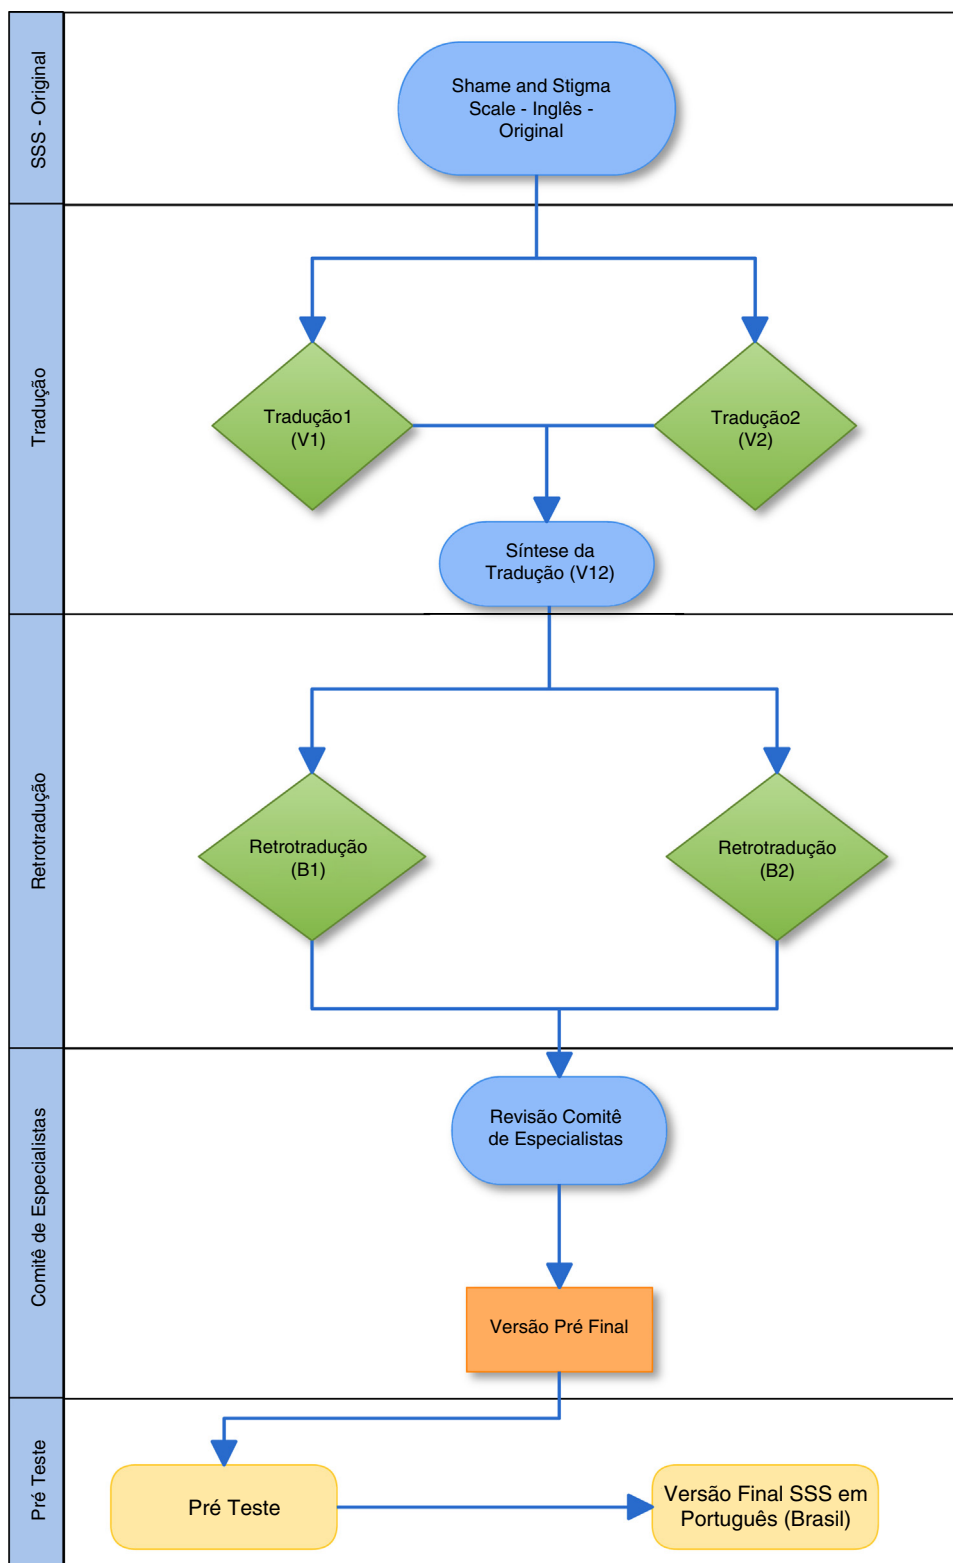 SSS - Original
Shame and Stigma
Scale - Inglês -
Original
Tradução
Tradução1
(V1)
Tradução2
(V2)
Síntese da
Tradução (V12)
Retrotradução
Retrotradução
(B1)
Retrotradução
(B2)
Comitê de Especialistas
Revisão Comitê
de Especialistas
Versão Pré Final
Pré Teste
Pré Teste
Versão Final SSS em
Português (Brasil)